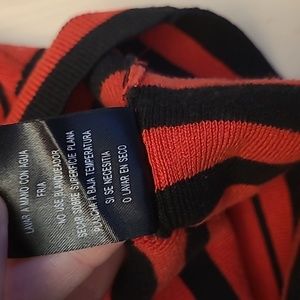 LAVAR A MANO CON AGUA
FRIA
NO USE BLANQUEADOR
SECAR SOBRE SUPERFICIE PLANA
PLANCHA A BAJA TEMPERATURA
SI SE NECESITA
O LAVAR EN SECO